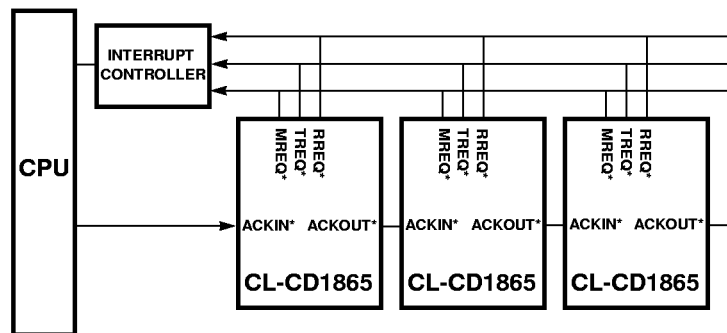 INTERRUPT
CONTROLLER
CPU
MREQ*
TREQ*
RREQ*
MREQ*
TREQ*
RREQ*
MREQ*
TREQ*
RREQ*
ACKIN* ACKOUT*
ACKIN* ACKOUT*
ACKIN* ACKOUT*
CL-CD1865
CL-CD1865
CL-CD1865